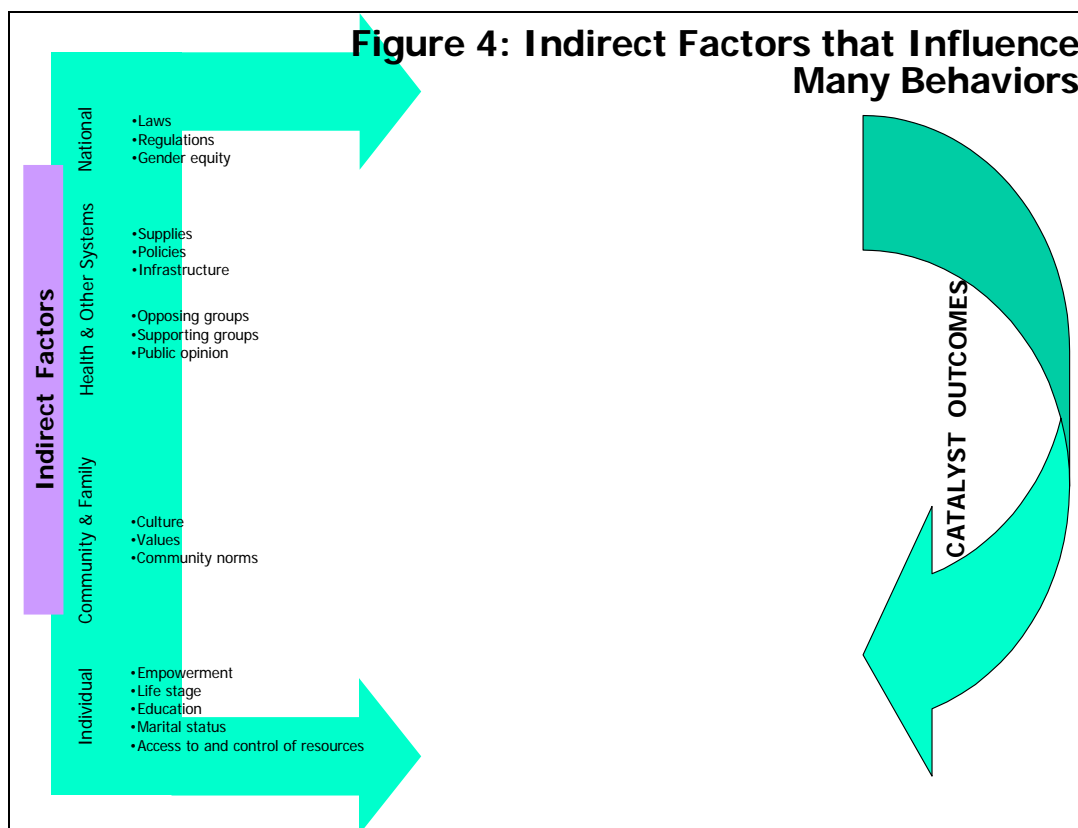 Figure 4: Indirect Factors that Influence
Many Behaviors
Indirect Factors
National
•Laws
•Regulations
•Gender equity
Health & Other Systems
•Supplies
•Policies
•Infrastructure
•Opposing groups
•Supporting groups
•Public opinion
Community & Family
•Culture
•Values
•Community norms
Individual
•Empowerment
•Life stage
•Education
•Marital status
•Access to and control of resources
CATALYST OUTCOMES